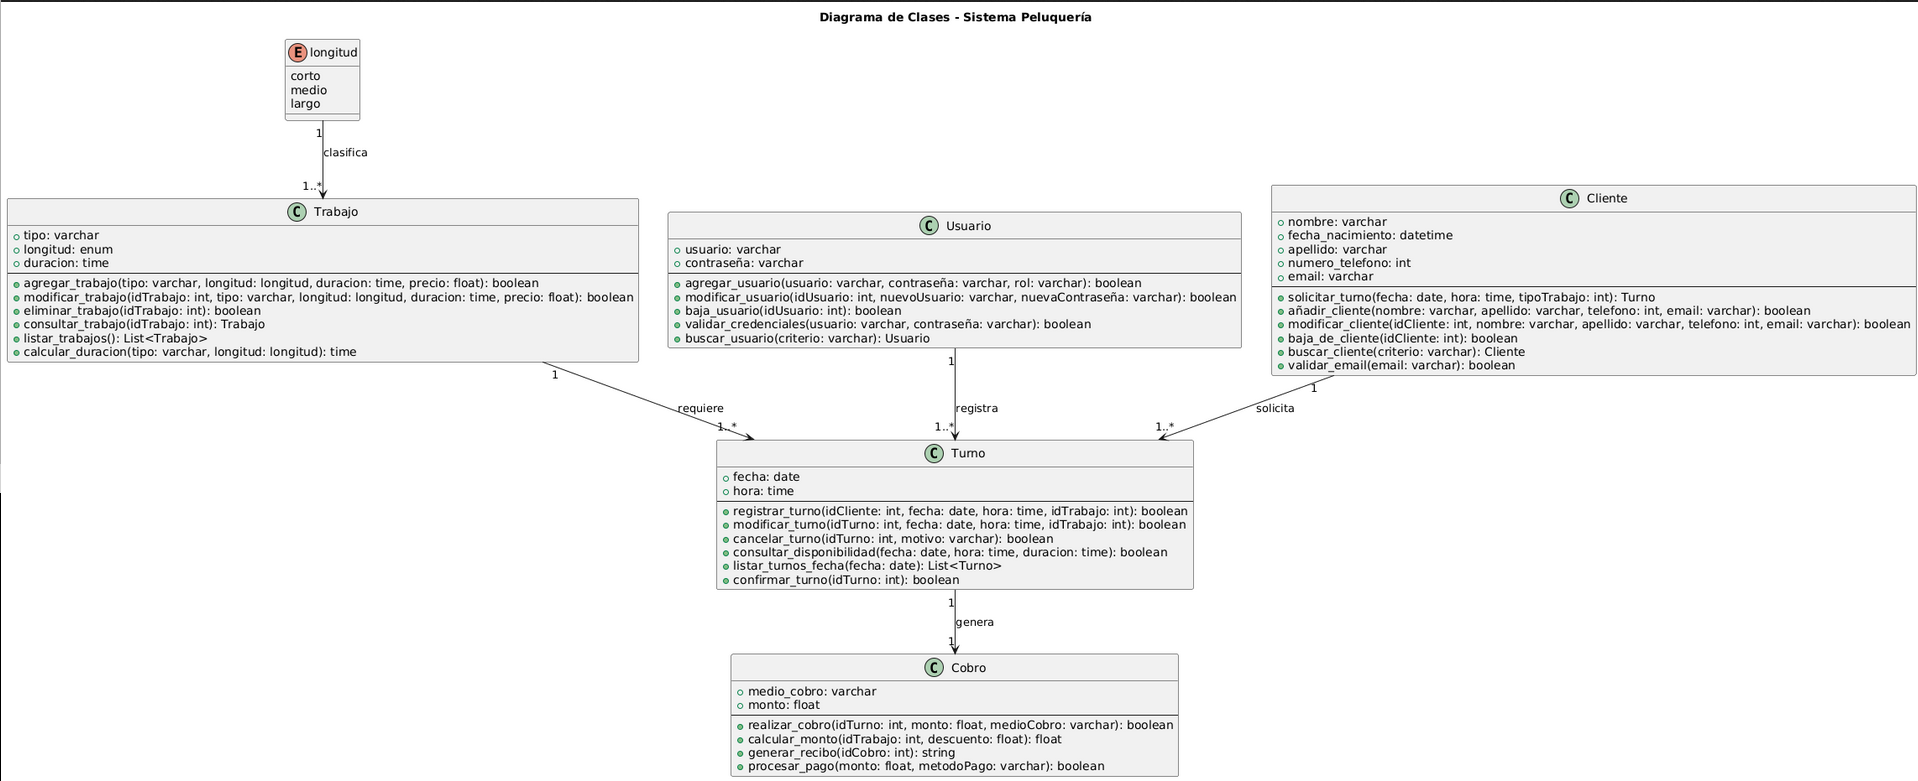 Diagrama de Clases - Sistema Peluquería
E longitud
corto
medio
largo
1
clasifica
1..*
C Trabajo
tipo: varchar
longitud: enum
duracion: time
agregar_trabajo(tipo: varchar, longitud: longitud, duracion: time, precio: float): boolean
modificar_trabajo(idTrabajo: int, tipo: varchar, longitud: longitud, duracion: time, precio: float): boolean
eliminar_trabajo(idTrabajo: int): boolean
consultar_trabajo(idTrabajo: int): Trabajo
listar_trabajos(): List<Trabajo>
calcular_duracion(tipo: varchar, longitud: longitud): time
C Usuario
usuario: varchar
contraseña: varchar
agregar_usuario(usuario: varchar, contraseña: varchar, rol: varchar): boolean
modificar_usuario(idUsuario: int, nuevoUsuario: varchar, nuevaContraseña: varchar): boolean
baja_usuario(idUsuario: int): boolean
validar_credenciales(usuario: varchar, contraseña: varchar): boolean
buscar_usuario(criterio: varchar): Usuario
C Cliente
nombre: varchar
fecha_nacimiento: datetime
apellido: varchar
numero_telefono: int
email: varchar
solicitar_turno(fecha: date, hora: time, tipoTrabajo: int): Turno
añadir_cliente(nombre: varchar, apellido: varchar, telefono: int, email: varchar): boolean
modificar_cliente(idCliente: int, nombre: varchar, apellido: varchar, telefono: int, email: varchar): boolean
baja_de_cliente(idCliente: int): boolean
buscar_cliente(criterio: varchar): Cliente
validar_email(email: varchar): boolean
1
requiere
1..*
1
registra
1..*
1
solicita
1..*
C Turno
fecha: date
hora: time
registrar_turno(idCliente: int, fecha: date, hora: time, idTrabajo: int): boolean
modificar_turno(idTurno: int, fecha: date, hora: time, idTrabajo: int): boolean
cancelar_turno(idTurno: int, motivo: varchar): boolean
consultar_disponibilidad(fecha: date, hora: time, duracion: time): boolean
listar_turnos_fecha(fecha: date): List<Turno>
confirmar_turno(idTurno: int): boolean
1
genera
1
C Cobro
medio_cobro: varchar
monto: float
realizar_cobro(idTurno: int, monto: float, medioCobro: varchar): boolean
calcular_monto(idTrabajo: int, descuento: float): float
generar_recibo(idCobro: int): string
procesar_pago(monto: float, metodoPago: varchar): boolean